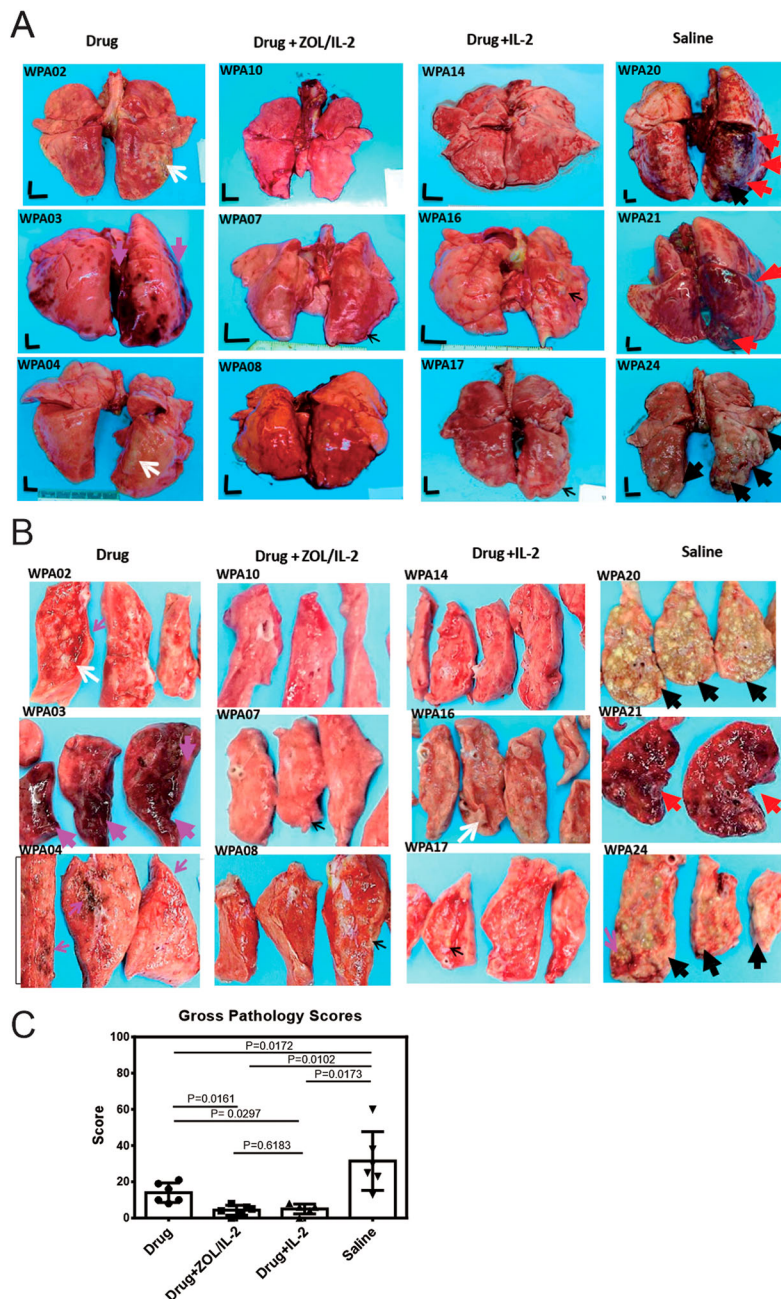 A
Drug
Drug + ZOL/IL-2
Drug+IL-2
Saline
WPA02
WPA10
WPA14
WPA20
WPA03
WPA07
WPA16
WPA21
WPA04
WPA08
WPA17
WPA24
B
Drug
Drug + ZOL/IL-2
Drug +IL-2
Saline
WPA02
WPA10
WPA14
WPA20
WPA03
WPA07
WPA16
WPA21
WPA04
WPA08
WPA17
WPA24
C
Gross Pathology Scores
100
80
60
40
20
0
Score
P=0.0172
P=0.0102
P=0.0173
P=0.0161
P= 0.0297
P=0.6183
Drug
Drug+ZOL/IL-2
Drug+IL-2
Saline